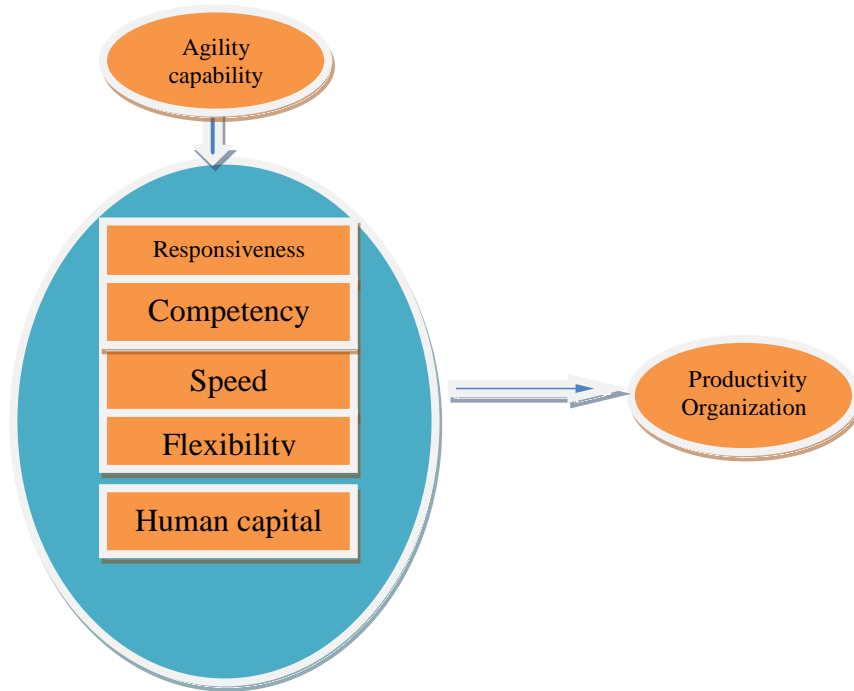 Agility
capability
Responsiveness
Competency
Speed
Flexibility
Human capital
Productivity
Organization